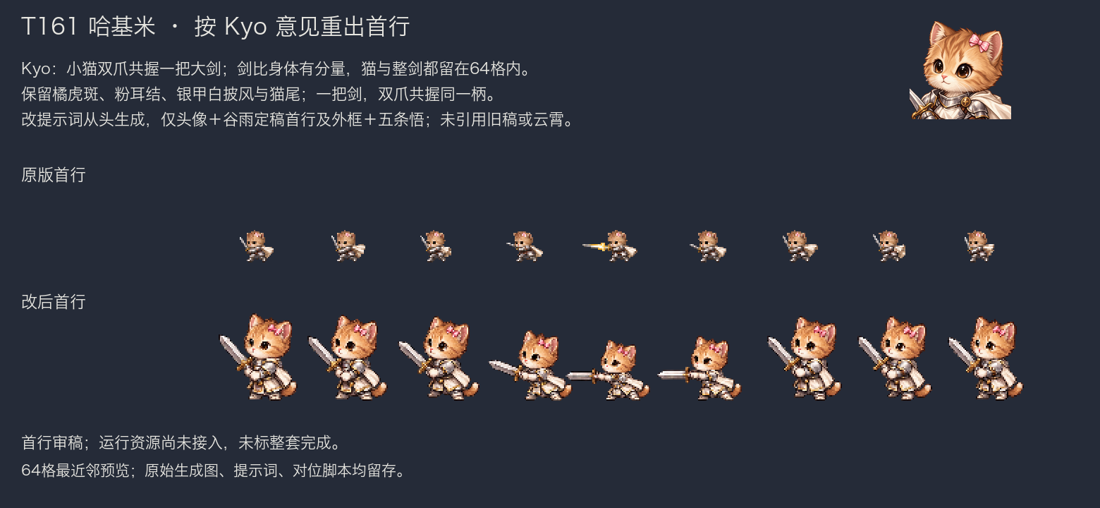 T161 哈基米 · 按 Kyo 意见重出首行
Kyo：小猫双爪共握一把大剑；剑比身体有分量，猫与整剑都留在64格内。
保留橘虎斑、粉耳结、银甲白披风与猫尾；一把剑，双爪共握同一柄。
改提示词从头生成，仅头像＋谷雨定稿首行及外框＋五条悟；未引用旧稿或云霄。
原版首行
改后首行
首行审稿；运行资源尚未接入，未标整套完成。
64格最近邻预览；原始生成图、提示词、对位脚本均留存。